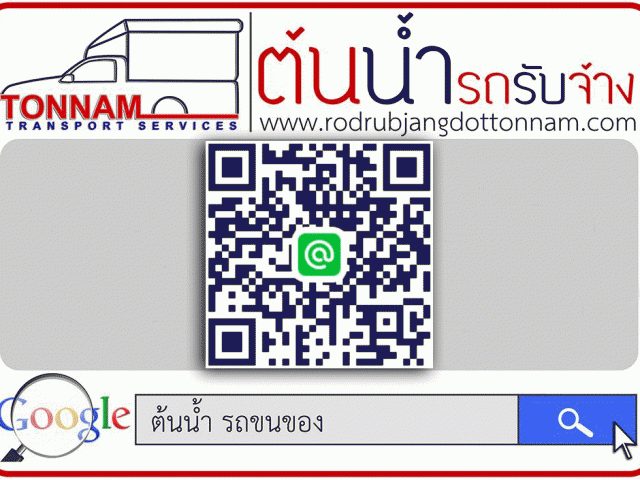 TONNAM
TRANSPORT SERVICES
ต้นน้ำรถรับจ้าง
www.rodrubjangdottonnam.com
@
Google
ต้นน้ำ รถขนของ